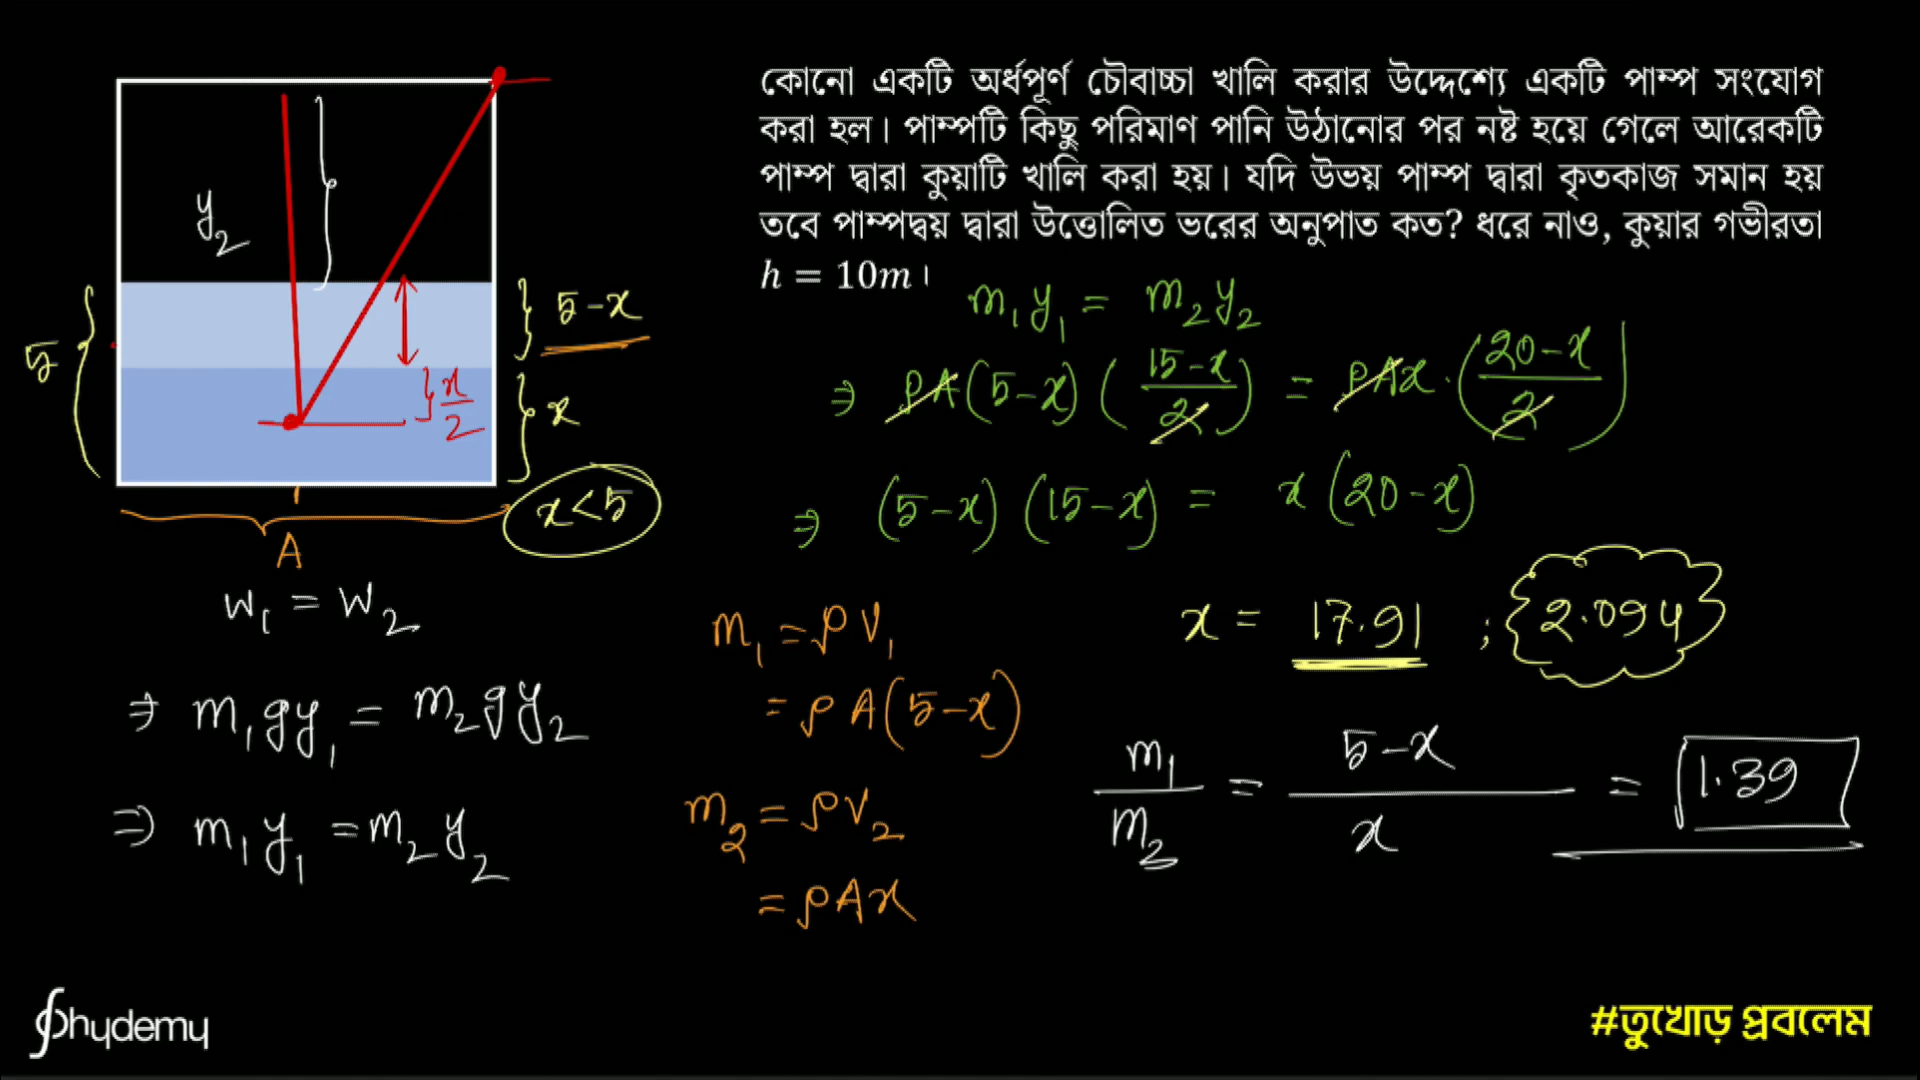 কোনো একটি অর্ধপূর্ণ চৌবাচ্চা খালি করার উদ্দেশ্যে একটি পাম্প সংযোগ
করা হল। পাম্পটি কিছু পরিমাণ পানি উঠানোর পর নষ্ট হয়ে গেলে আরেকটি
পাম্প দ্বারা কুয়াটি খালি করা হয়। যদি উভয় পাম্প দ্বারা কৃতকাজ সমান হয়
তবে পাম্পদ্বয় দ্বারা উত্তোলিত ভরের অনুপাত কত? ধরে নাও, কুয়ার গভীরতা
h = 10m।
y₂
5
5-x
x/2
x
x<5
A
W₁ = W₂
⇒ m₁gy₁ = m₂gy₂
⇒ m₁y₁ = m₂y₂
m₁ = ρV₁
= ρA(5-x)
m₂ = ρV₂
= ρAx
m₁y₁ = m₂y₂
⇒ ρA(5-x)((15-x)/2) = ρAx·((20-x)/2)
⇒ (5-x)(15-x) = x(20-x)
x = 17.91 ; 2.094
m₁/m₂ = (5-x)/x = 1.39
phydemy
#তুখোড় প্রবলেম